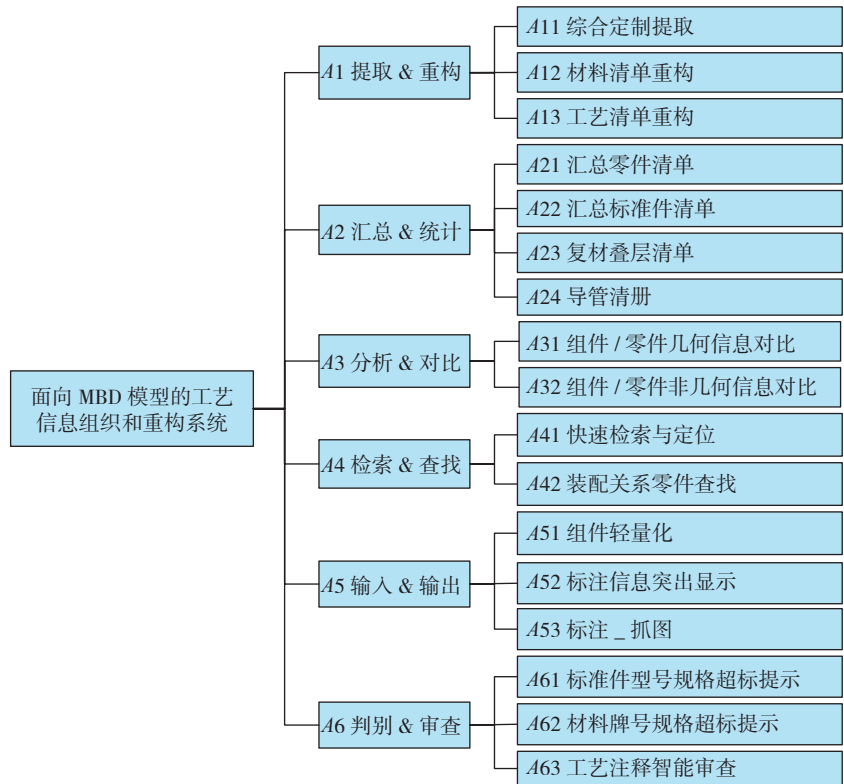 面向 MBD 模型的工艺
信息组织和重构系统
A1 提取 & 重构
A11 综合定制提取
A12 材料清单重构
A13 工艺清单重构
A2 汇总 & 统计
A21 汇总零件清单
A22 汇总标准件清单
A23 复材叠层清单
A24 导管清册
A3 分析 & 对比
A31 组件 / 零件几何信息对比
A32 组件 / 零件非几何信息对比
A4 检索 & 查找
A41 快速检索与定位
A42 装配关系零件查找
A5 输入 & 输出
A51 组件轻量化
A52 标注信息突出显示
A53 标注 _ 抓图
A6 判别 & 审查
A61 标准件型号规格超标提示
A62 材料牌号规格超标提示
A63 工艺注释智能审查